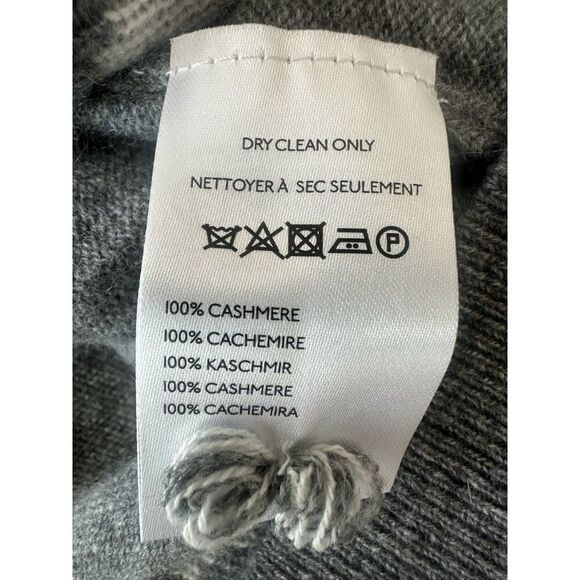 DRY CLEAN ONLY
NETTOYER À SEC SEULEMENT
P
100% CASHMERE
100% CACHEMIRE
100% KASCHMIR
100% CASHMERE
100% CACHEMIRA